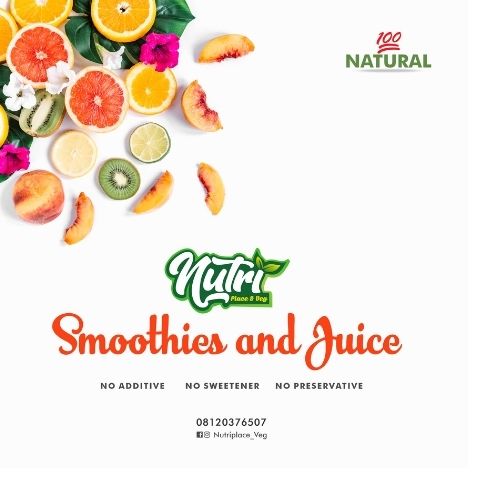 100
NATURAL
Nutri
Place & Veg
Smoothies and Juice
NO ADDITIVE NO SWEETENER NO PRESERVATIVE
08120376507
Nutriplace_Veg